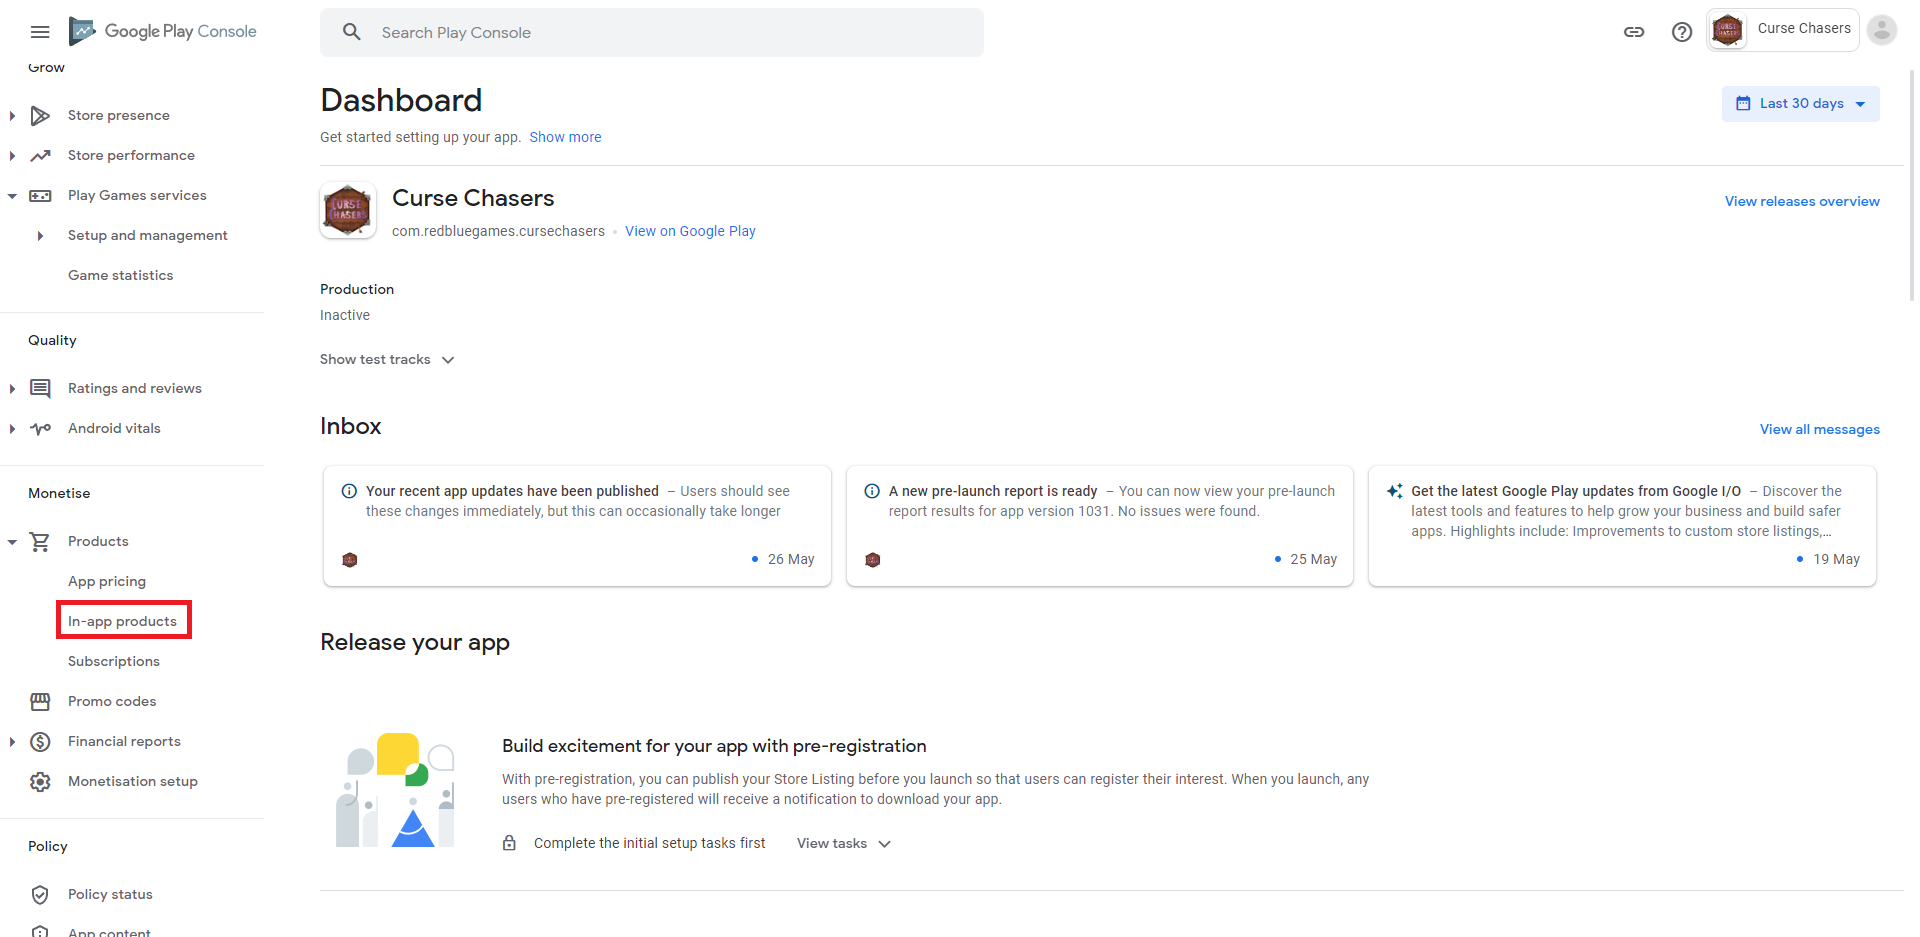 Google Play Console
Search Play Console
Curse Chasers
Grow
Store presence
Store performance
Play Games services
Setup and management
Game statistics
Quality
Ratings and reviews
Android vitals
Monetise
Products
App pricing
In-app products
Subscriptions
Promo codes
Financial reports
Monetisation setup
Policy
Policy status
App content
Dashboard
Last 30 days
Get started setting up your app. Show more
CURSE
CHASERS
Curse Chasers
View releases overview
com.redbluegames.cursechasers • View on Google Play
Production
Inactive
Show test tracks
Inbox
View all messages
Your recent app updates have been published – Users should see
these changes immediately, but this can occasionally take longer
• 26 May
A new pre-launch report is ready – You can now view your pre-launch
report results for app version 1031. No issues were found.
• 25 May
Get the latest Google Play updates from Google I/O – Discover the
latest tools and features to help grow your business and build safer
apps. Highlights include: Improvements to custom store listings,…
• 19 May
Release your app
Build excitement for your app with pre-registration
With pre-registration, you can publish your Store Listing before you launch so that users can register their interest. When you launch, any
users who have pre-registered will receive a notification to download your app.
Complete the initial setup tasks first View tasks